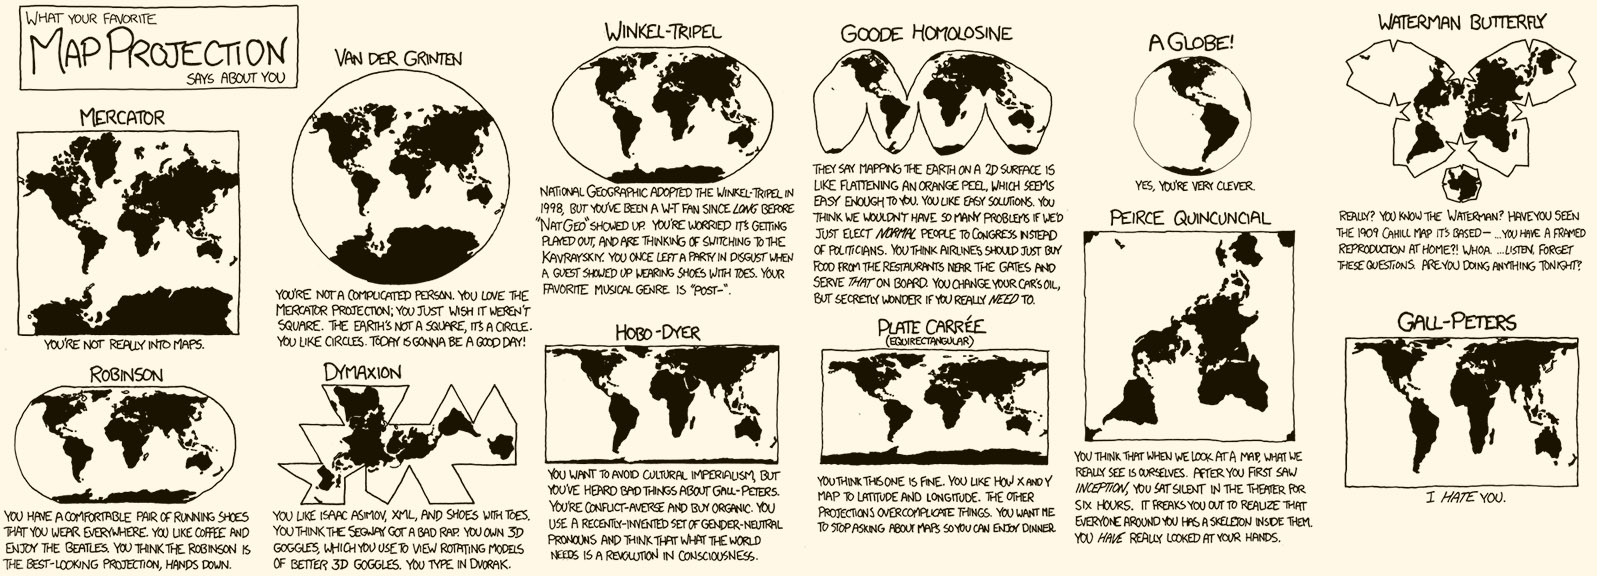 WHAT YOUR FAVORITE
MAP PROJECTION
SAYS ABOUT YOU
MERCATOR
YOU'RE NOT REALLY INTO MAPS.
ROBINSON
YOU HAVE A COMFORTABLE PAIR OF RUNNING SHOES
THAT YOU WEAR EVERYWHERE. YOU LIKE COFFEE AND
ENJOY THE BEATLES. YOU THINK THE ROBINSON IS
THE BEST-LOOKING PROJECTION, HANDS DOWN.
VAN DER GRINTEN
YOU'RE NOT A COMPLICATED PERSON. YOU LOVE THE
MERCATOR PROJECTION; YOU JUST WISH IT WEREN'T
SQUARE. THE EARTH'S NOT A SQUARE, IT'S A CIRCLE.
YOU LIKE CIRCLES. TODAY IS GONNA BE A GOOD DAY!
DYMAXION
YOU LIKE ISAAC ASIMOV, XML, AND SHOES WITH TOES.
YOU THINK THE SEGWAY GOT A BAD RAP. YOU OWN 3D
GOGGLES, WHICH YOU USE TO VIEW ROTATING MODELS
OF BETTER 3D GOGGLES. YOU TYPE IN DVORAK.
WINKEL-TRIPEL
NATIONAL GEOGRAPHIC ADOPTED THE WINKEL-TRIPEL IN
1998, BUT YOU'VE BEEN A W-T FAN SINCE LONG BEFORE
"NAT GEO" SHOWED UP. YOU'RE WORRIED IT'S GETTING
PLAYED OUT, AND ARE THINKING OF SWITCHING TO THE
KAVRAYSKIY. YOU ONCE LEFT A PARTY IN DISGUST WHEN
A GUEST SHOWED UP WEARING SHOES WITH TOES. YOUR
FAVORITE MUSICAL GENRE IS "POST-".
HOBO-DYER
YOU WANT TO AVOID CULTURAL IMPERIALISM, BUT
YOU'VE HEARD BAD THINGS ABOUT GALL-PETERS.
YOU'RE CONFLICT-AVERSE AND BUY ORGANIC. YOU
USE A RECENTLY-INVENTED SET OF GENDER-NEUTRAL
PRONOUNS AND THINK THAT WHAT THE WORLD
NEEDS IS A REVOLUTION IN CONSCIOUSNESS.
GOODE HOMOLOSINE
THEY SAY MAPPING THE EARTH ON A 2D SURFACE IS
LIKE FLATTENING AN ORANGE PEEL, WHICH SEEMS
EASY ENOUGH TO YOU. YOU LIKE EASY SOLUTIONS. YOU
THINK WE WOULDN'T HAVE SO MANY PROBLEMS IF WE'D
JUST ELECT NORMAL PEOPLE TO CONGRESS INSTEAD
OF POLITICIANS. YOU THINK AIRLINES SHOULD JUST BUY
FOOD FROM THE RESTAURANTS NEAR THE GATES AND
SERVE THAT ON BOARD. YOU CHANGE YOUR CAR'S OIL,
BUT SECRETLY WONDER IF YOU REALLY NEED TO.
PLATE CARRÉE
(EQUIRECTANGULAR)
YOU THINK THIS ONE IS FINE. YOU LIKE HOW X AND Y
MAP TO LATITUDE AND LONGITUDE. THE OTHER
PROJECTIONS OVERCOMPLICATE THINGS. YOU WANT ME
TO STOP ASKING ABOUT MAPS SO YOU CAN ENJOY DINNER.
A GLOBE!
YES, YOU'RE VERY CLEVER.
PEIRCE QUINCUNCIAL
YOU THINK THAT WHEN WE LOOK AT A MAP, WHAT WE
REALLY SEE IS OURSELVES. AFTER YOU FIRST SAW
INCEPTION, YOU SAT SILENT IN THE THEATER FOR
SIX HOURS. IT FREAKS YOU OUT TO REALIZE THAT
EVERYONE AROUND YOU HAS A SKELETON INSIDE THEM.
YOU HAVE REALLY LOOKED AT YOUR HANDS.
WATERMAN BUTTERFLY
REALLY? YOU KNOW THE WATERMAN? HAVE YOU SEEN
THE 1909 CAHILL MAP IT'S BASED— ...YOU HAVE A FRAMED
REPRODUCTION AT HOME?! WHOA. ...LISTEN, FORGET
THESE QUESTIONS. ARE YOU DOING ANYTHING TONIGHT?
GALL-PETERS
I HATE YOU.